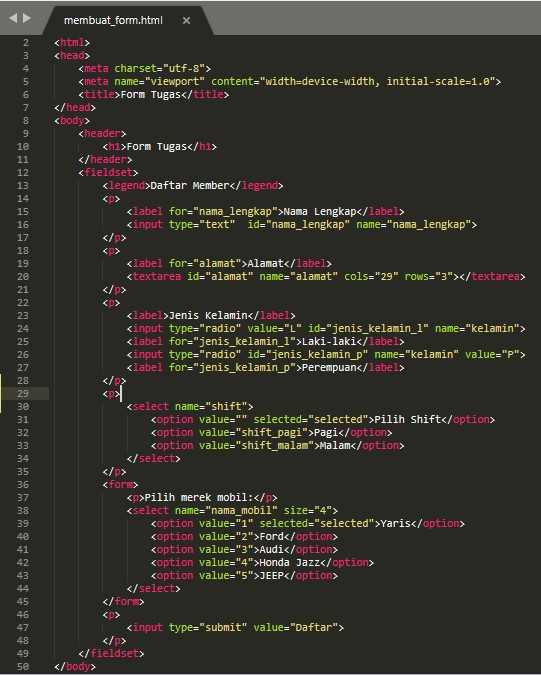 membuat_form.html ×
2 <html>
3 <head>
4 <meta charset="utf-8">
5 <meta name="viewport" content="width=device-width, initial-scale=1.0">
6 <title>Form Tugas</title>
7 </head>
8 <body>
9 <header>
10 <h1>Form Tugas</h1>
11 </header>
12 <fieldset>
13 <legend>Daftar Member</legend>
14 <p>
15 <label for="nama_lengkap">Nama Lengkap</label>
16 <input type="text"  id="nama_lengkap" name="nama_lengkap">
17 </p>
18 <p>
19 <label for="alamat">Alamat</label>
20 <textarea id="alamat" name="alamat" cols="29" rows="3"></textarea>
21 </p>
22 <p>
23 <label>Jenis Kelamin</label>
24 <input type="radio" value="L" id="jenis_kelamin_l" name="kelamin">
25 <label for="jenis_kelamin_l">Laki-laki</label>
26 <input type="radio" id="jenis_kelamin_p" name="kelamin" value="P">
27 <label for="jenis_kelamin_p">Perempuan</label>
28 </p>
29 <p>
30 <select name="shift">
31 <option value="" selected="selected">Pilih Shift</option>
32 <option value="shift_pagi">Pagi</option>
33 <option value="shift_malam">Malam</option>
34 </select>
35 </p>
36 <form>
37 <p>Pilih merek mobil:</p>
38 <select name="nama_mobil" size="4">
39 <option value="1" selected="selected">Yaris</option>
40 <option value="2">Ford</option>
41 <option value="3">Audi</option>
42 <option value="4">Honda Jazz</option>
43 <option value="5">JEEP</option>
44 </select>
45 </form>
46 <p>
47 <input type="submit" value="Daftar">
48 </p>
49 </fieldset>
50 </body>